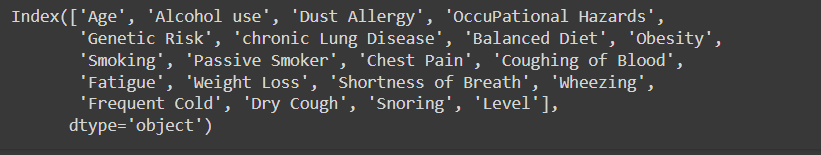 Index(['Age', 'Alcohol use', 'Dust Allergy', 'OccuPational Hazards',
'Genetic Risk', 'chronic Lung Disease', 'Balanced Diet', 'Obesity',
'Smoking', 'Passive Smoker', 'Chest Pain', 'Coughing of Blood',
'Fatigue', 'Weight Loss', 'Shortness of Breath', 'Wheezing',
'Frequent Cold', 'Dry Cough', 'Snoring', 'Level'],
dtype='object')